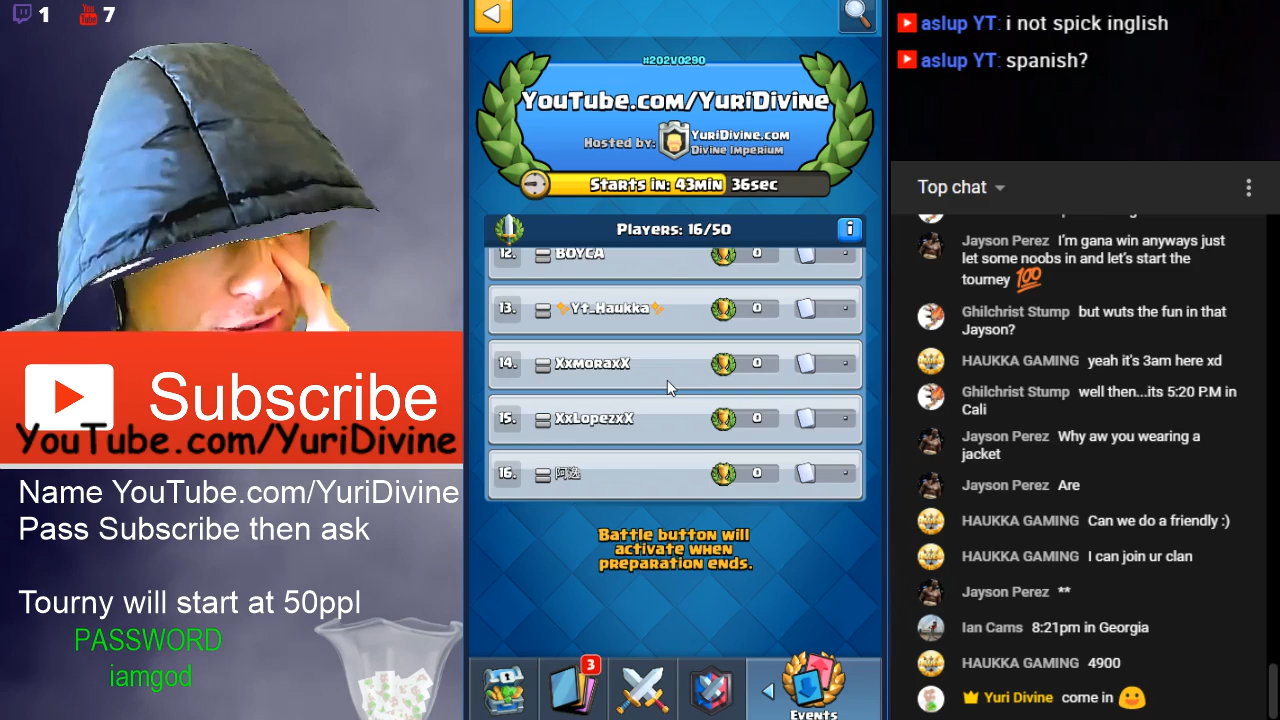 1 7
Subscribe
YouTube.com/YuriDivine
Name YouTube.com/YuriDivine
Pass Subscribe then ask
Tourny will start at 50ppl
PASSWORD
iamgod
#202V0290
YouTube.com/YuriDivine
Hosted by: YuriDivine.com
Divine Imperium
Starts in: 43min 36sec
Players: 16/50
i
12. BOYCA 0 -
13. Yt_Haukka 0 -
14. XxMoraxX 0 -
15. XxLopezxX 0 -
16. 阿逸 0 -
Battle button will
activate when
preparation ends.
1
3
Events
aslup YT: i not spick inglish
aslup YT: spanish?
Top chat
Jayson Perez I'm gana win anyways just
let some noobs in and let's start the
tourney 💯
Ghilchrist Stump but wuts the fun in that
Jayson?
HAUKKA GAMING yeah it's 3am here xd
Ghilchrist Stump well then...its 5:20 P.M in
Cali
Jayson Perez Why aw you wearing a
jacket
Jayson Perez Are
HAUKKA GAMING Can we do a friendly :)
HAUKKA GAMING I can join ur clan
Jayson Perez **
Ian Cams 8:21pm in Georgia
HAUKKA GAMING 4900
Yuri Divine come in